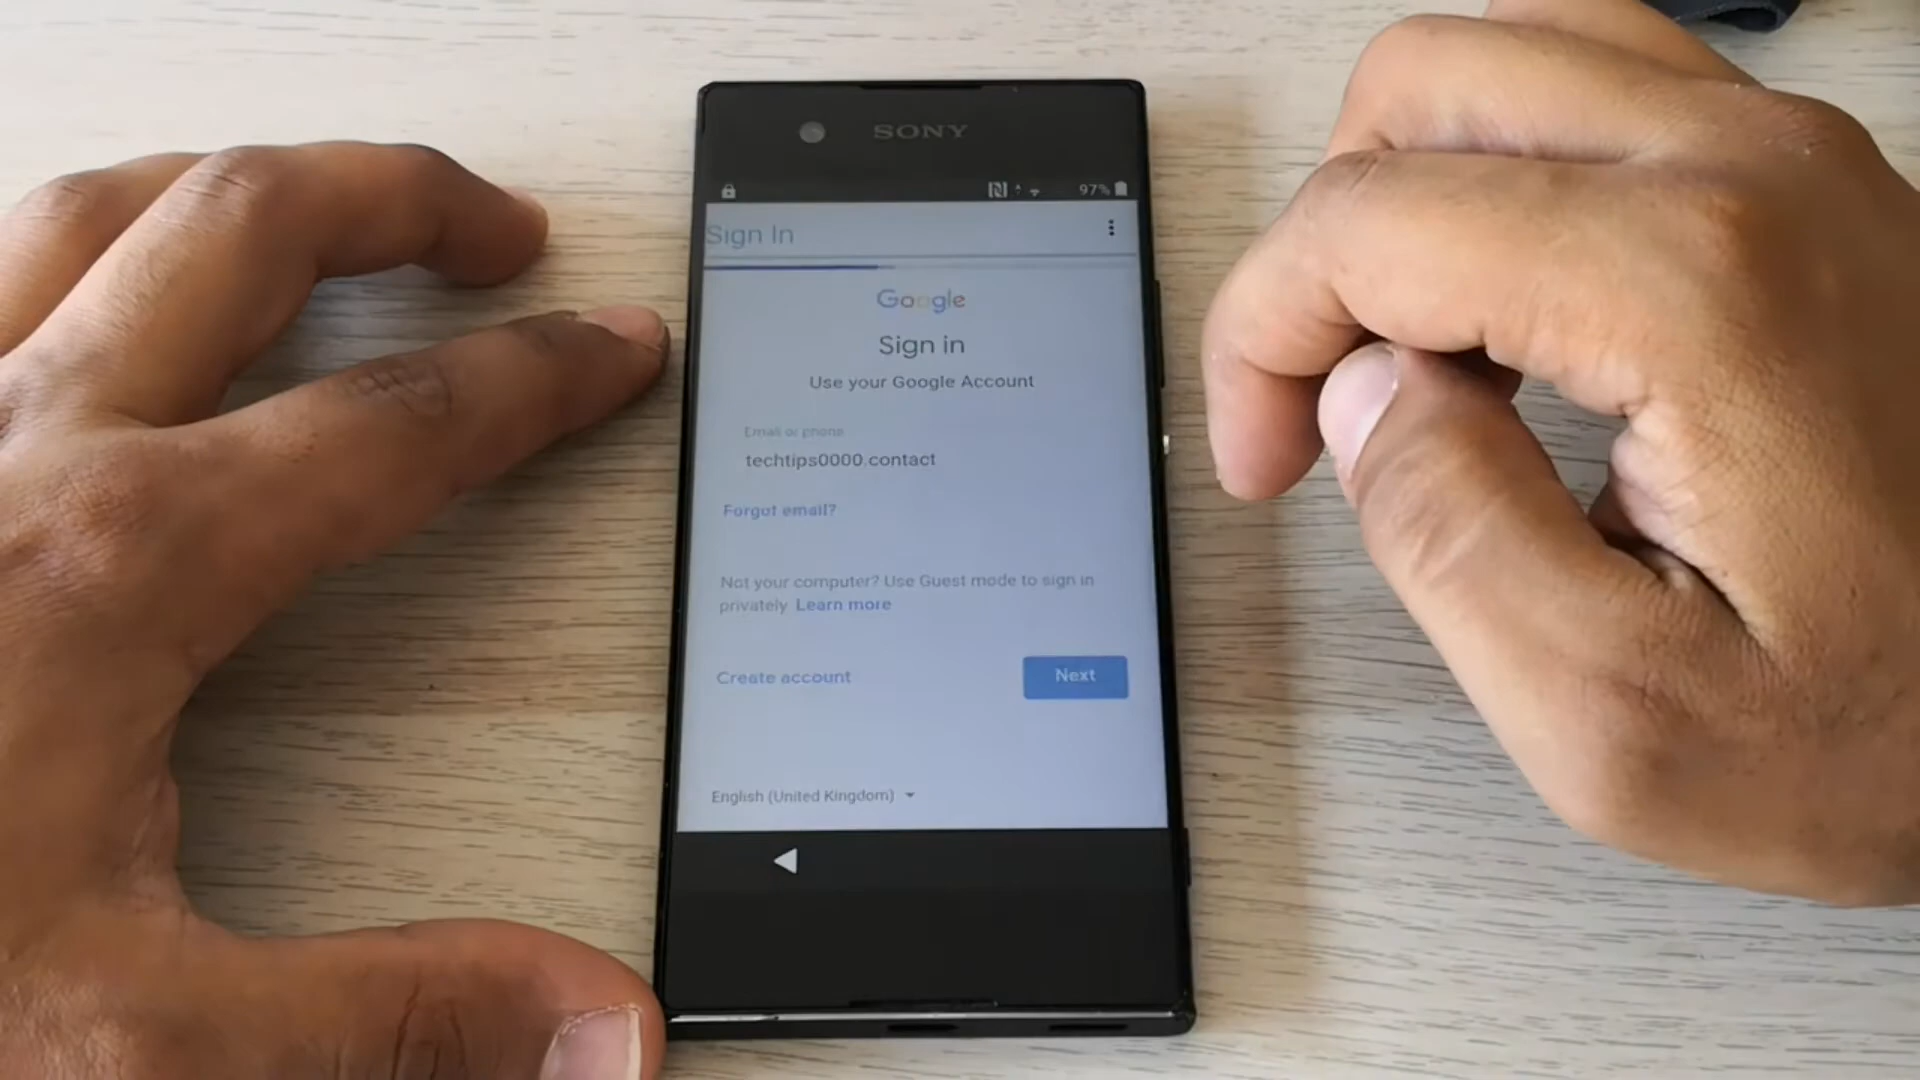 SONY
97%
Sign In
Google
Sign in
Use your Google Account
Email or phone
techtips0000.contact
Forgot email?
Not your computer? Use Guest mode to sign in
privately. Learn more
Create account
Next
English (United Kingdom)